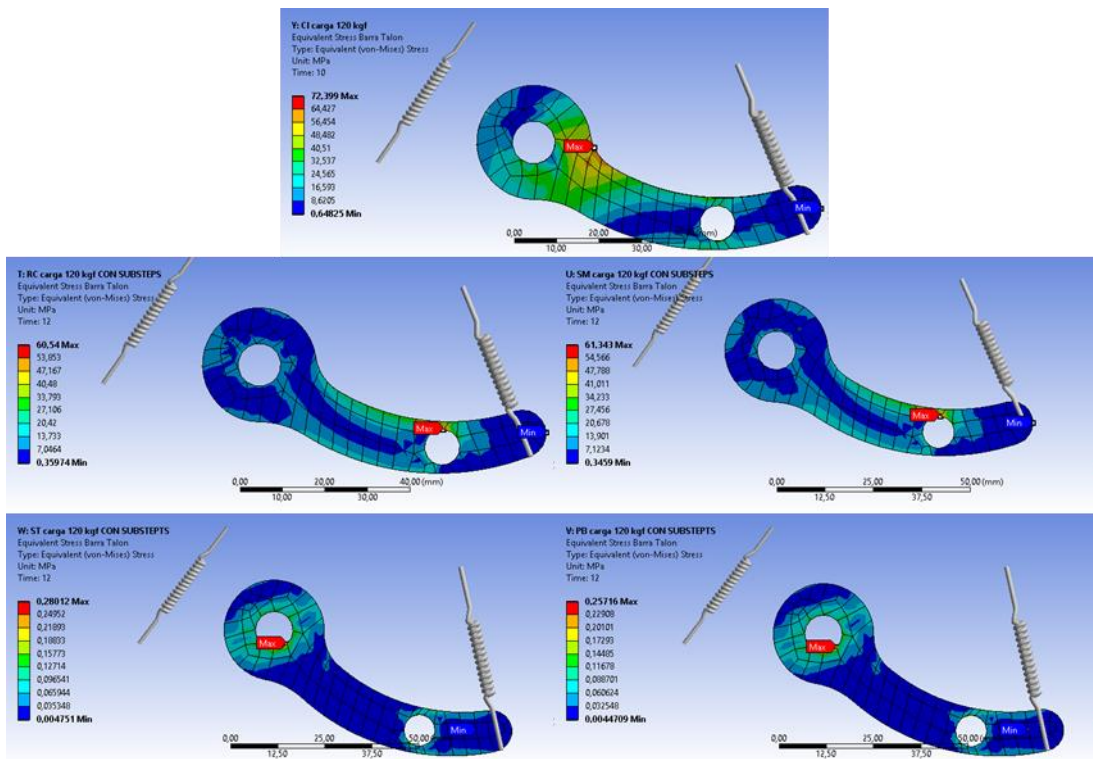 Y: CI carga 120 kgf
Equivalent Stress Barra Talon
Type: Equivalent (von-Mises) Stress
Unit: MPa
Time: 10
72,399 Max
64,427
56,454
48,482
40,51
32,537
24,565
16,593
8,6205
0,64825 Min
Max
Min
0,00
20,00
(mm)
10,00
30,00
T: RC carga 120 kgf CON SUBSTEPS
Equivalent Stress Barra Talon
Type: Equivalent (von-Mises) Stress
Unit: MPa
Time: 12
60,54 Max
53,853
47,167
40,48
33,793
27,106
20,42
13,733
7,0464
0,35974 Min
Max
Min
0,00
20,00
40,00 (mm)
10,00
30,00
U: SM carga 120 kgf CON SUBSTEPS
Equivalent Stress Barra Talon
Type: Equivalent (von-Mises) Stress
Unit: MPa
Time: 12
61,343 Max
54,566
47,788
41,011
34,233
27,456
20,678
13,901
7,1234
0,3459 Min
Max
Min
0,00
25,00
50,00 (mm)
12,50
37,50
W: ST carga 120 kgf CON SUBSTEPTS
Equivalent Stress Barra Talon
Type: Equivalent (von-Mises) Stress
Unit: MPa
Time: 12
0,28012 Max
0,24952
0,21893
0,18833
0,15773
0,12714
0,096541
0,065944
0,035348
0,004751 Min
Max
Min
0,00
25,00
50,00 (mm)
12,50
37,50
V: PB carga 120 kgf CON SUBSTEPTS
Equivalent Stress Barra Talon
Type: Equivalent (von-Mises) Stress
Unit: MPa
Time: 12
0,25716 Max
0,22908
0,20101
0,17293
0,14485
0,11678
0,088701
0,060624
0,032548
0,0044709 Min
Max
Min
0,00
25,00
50,00 (mm)
12,50
37,50